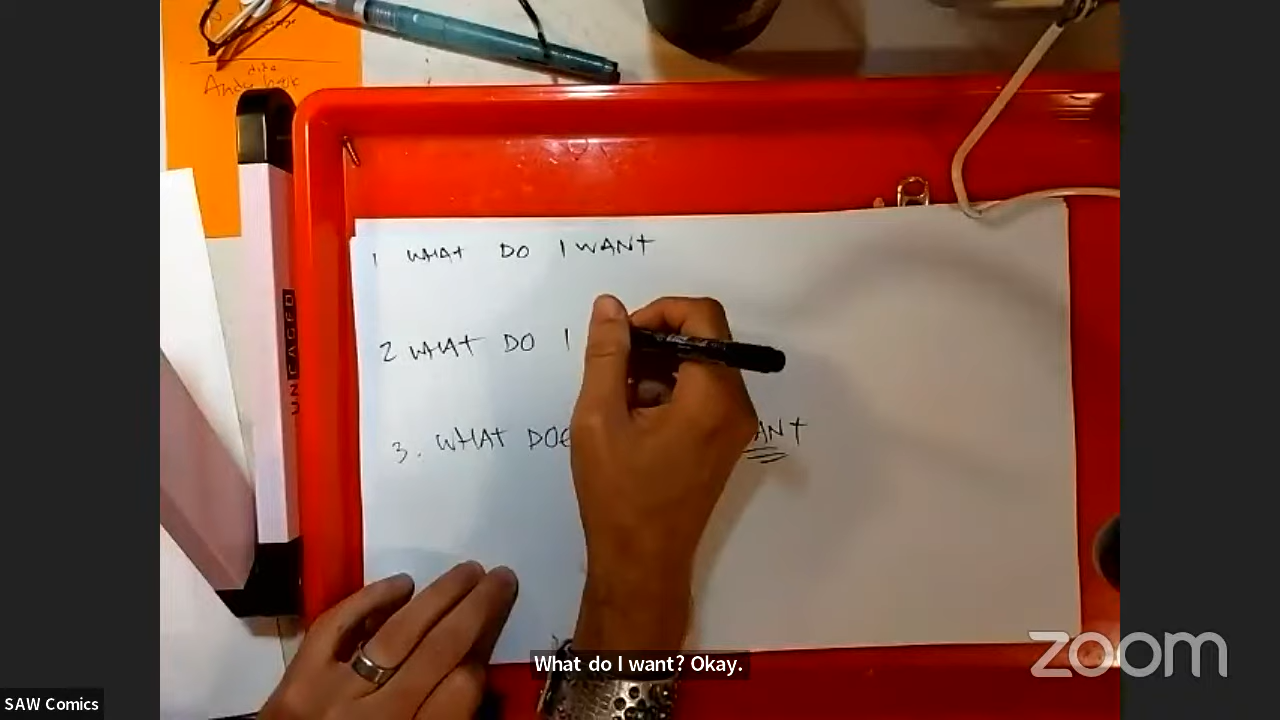 Andy
UNCAGED
1 WHAT DO I WANT
2 WHAT DO I
3. WHAT DOE ANT
What do I want? Okay.
zoom
SAW Comics